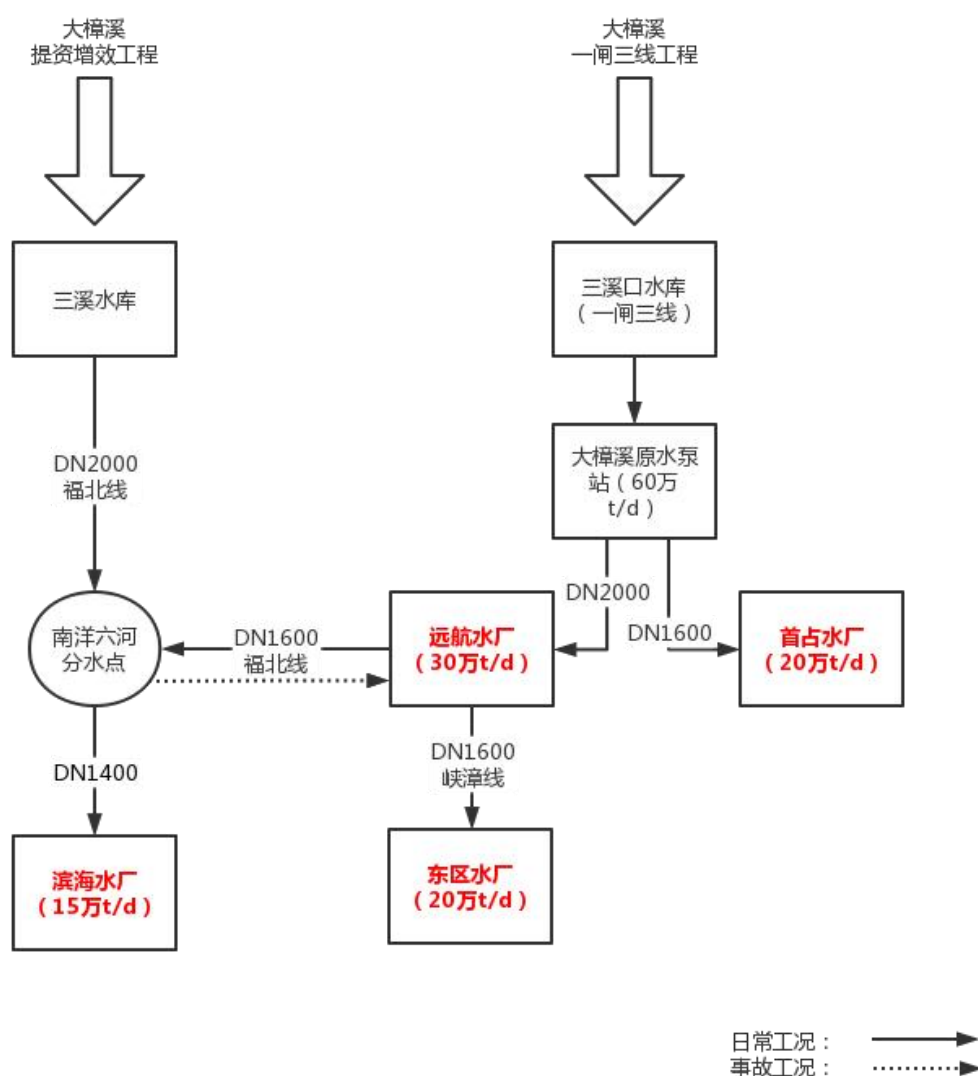 大樟溪
提资增效工程
大樟溪
一闸三线工程
三溪水库
三溪口水库
（一闸三线）
DN2000
福北线
大樟溪原水泵
站（60万
t/d）
DN2000
DN1600
南洋六河
分水点
DN1600
福北线
远航水厂
（30万t/d）
首占水厂
（20万t/d）
DN1400
DN1600
峡漳线
滨海水厂
（15万t/d）
东区水厂
（20万t/d）
日常工况：
事故工况：